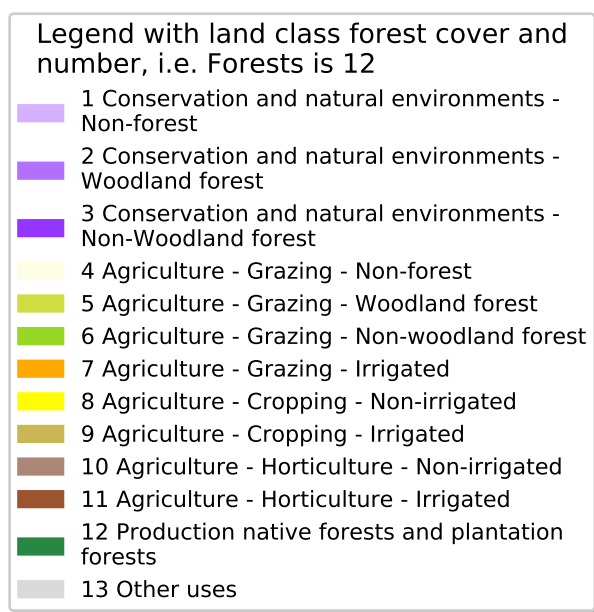 Legend with land class forest cover and
number, i.e. Forests is 12
1 Conservation and natural environments -
Non-forest
2 Conservation and natural environments -
Woodland forest
3 Conservation and natural environments -
Non-Woodland forest
4 Agriculture - Grazing - Non-forest
5 Agriculture - Grazing - Woodland forest
6 Agriculture - Grazing - Non-woodland forest
7 Agriculture - Grazing - Irrigated
8 Agriculture - Cropping - Non-irrigated
9 Agriculture - Cropping - Irrigated
10 Agriculture - Horticulture - Non-irrigated
11 Agriculture - Horticulture - Irrigated
12 Production native forests and plantation
forests
13 Other uses